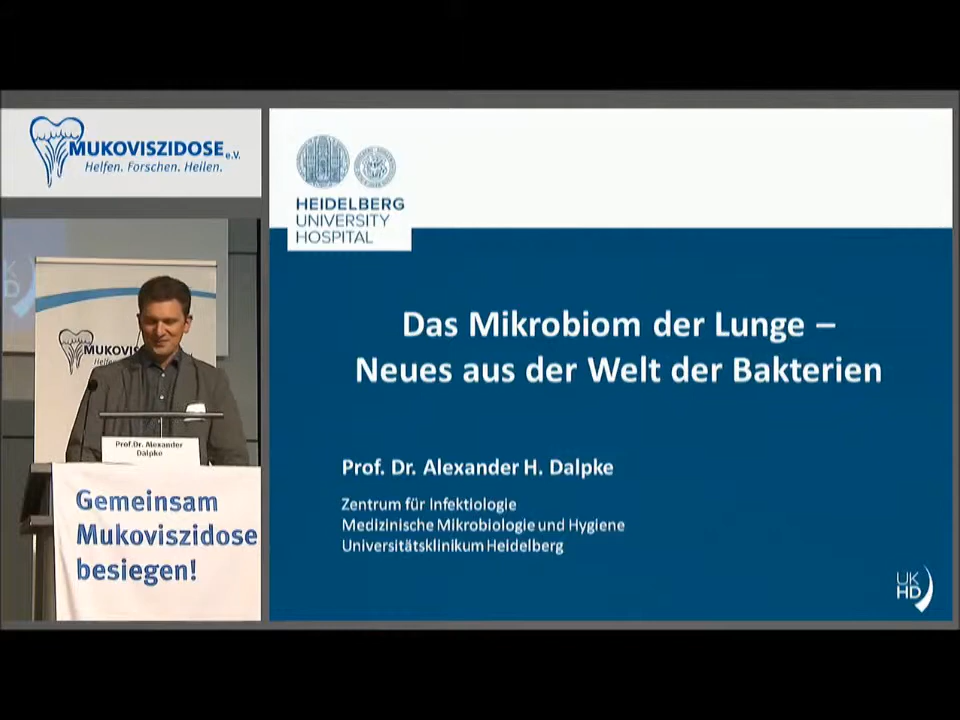 MUKOVISZIDOSE e.V.
Helfen. Forschen. Heilen.
HEIDELBERG
UNIVERSITY
HOSPITAL
Das Mikrobiom der Lunge –
Neues aus der Welt der Bakterien
Prof. Dr. Alexander H. Dalpke
Zentrum für Infektiologie
Medizinische Mikrobiologie und Hygiene
Universitätsklinikum Heidelberg
UK
HD
K
D
MUKOVIS
Prof.Dr. Alexander
Dalpke
Gemeinsam
Mukoviszidose
besiegen!